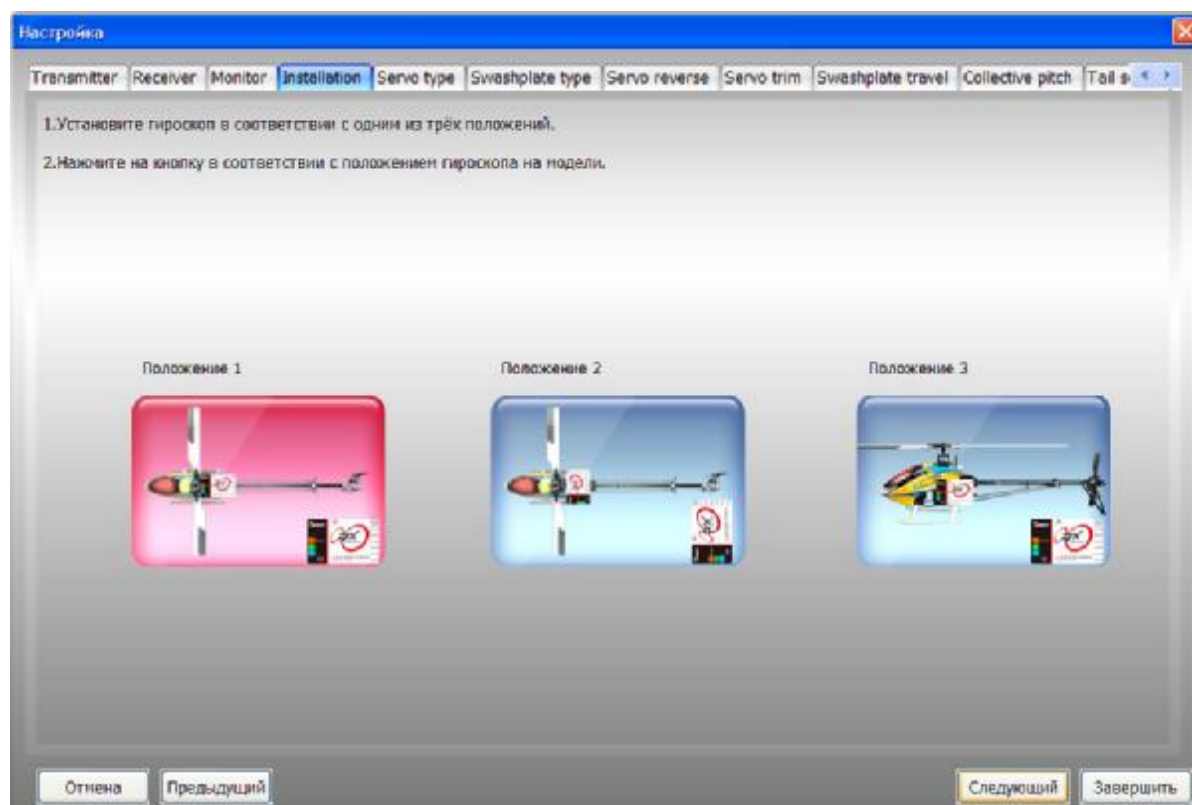 Настройка
Transmitter Receiver Monitor Installation Servo type Swashplate type Servo reverse Servo trim Swashplate travel Collective pitch Tail s
1.Установите гироскоп в соответствии с одним из трёх положений.
2.Нажмите на кнопку в соответствии с положением гироскопа на модели.
Положение 1 Положение 2 Положение 3
Отмена Предыдущий Следующий Завершить